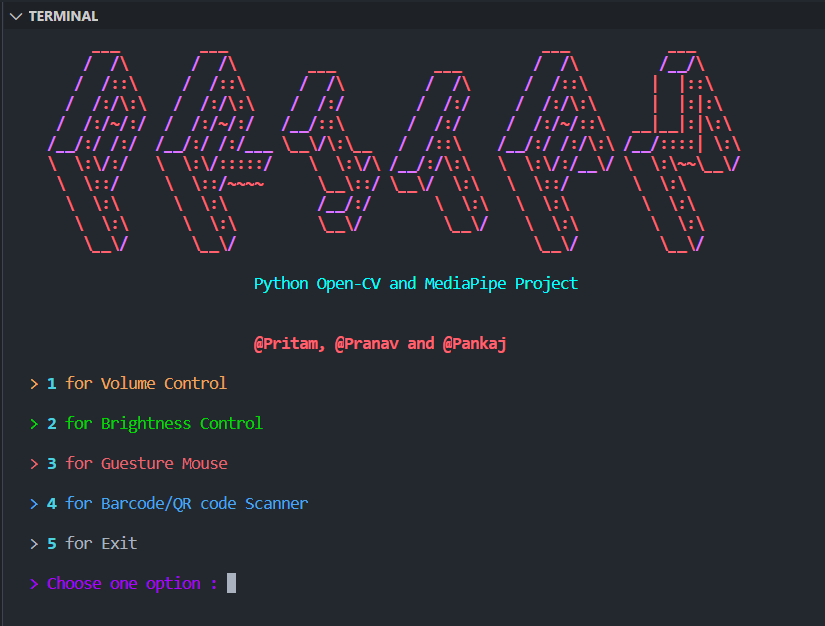 TERMINAL
PRITAM
Python Open-CV and MediaPipe Project
@Pritam, @Pranav and @Pankaj
> 1 for Volume Control
> 2 for Brightness Control
> 3 for Guesture Mouse
> 4 for Barcode/QR code Scanner
> 5 for Exit
> Choose one option :